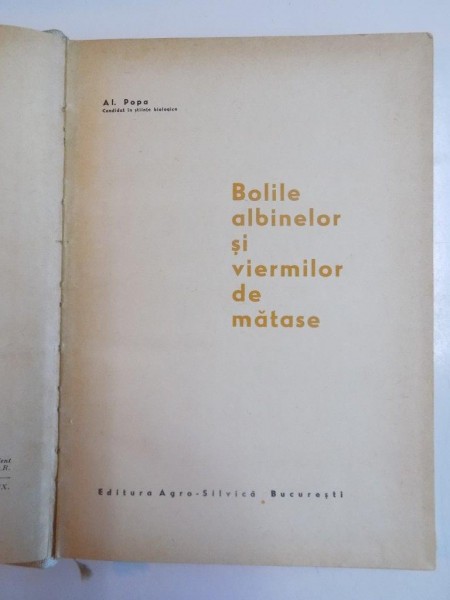 Al. Popa
Candidat în științe biologice
Bolile
albinelor
și
viermilor
de
mătase
Editura Agro-Silvică București